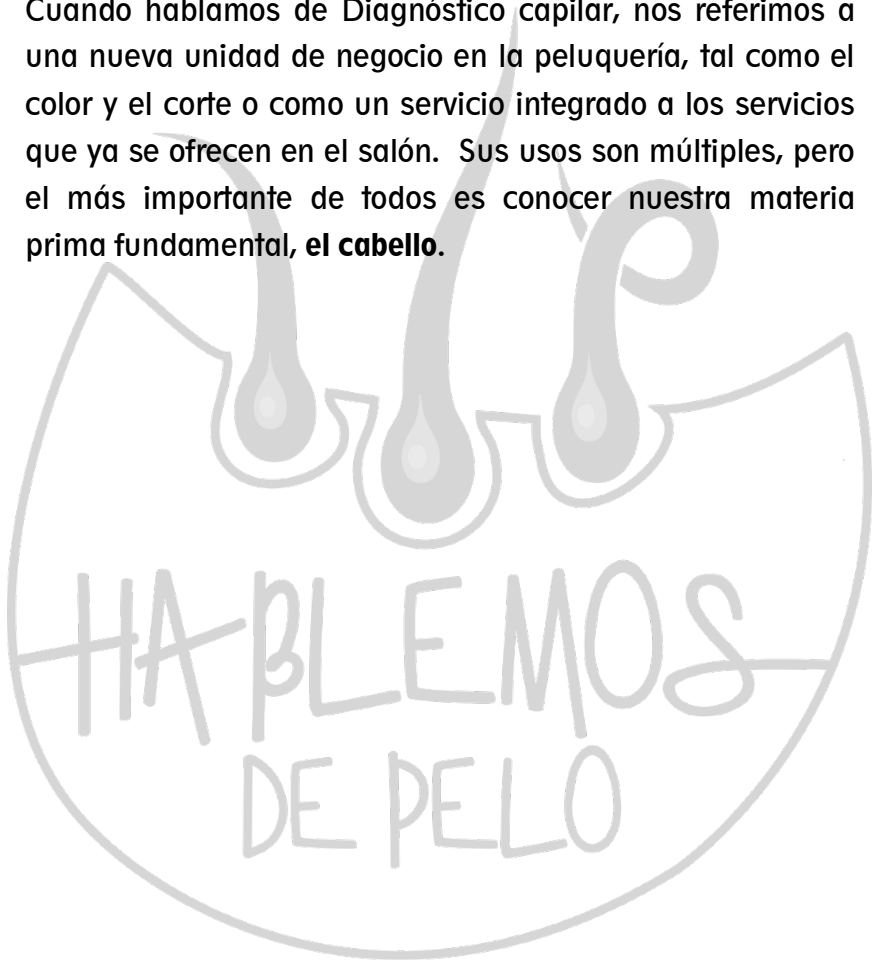 Cuando hablamos de Diagnóstico capilar, nos referimos a
una nueva unidad de negocio en la peluquería, tal como el
color y el corte o como un servicio integrado a los servicios
que ya se ofrecen en el salón. Sus usos son múltiples, pero
el más importante de todos es conocer nuestra materia
prima fundamental, el cabello.
HABLEMOS
DE PELO